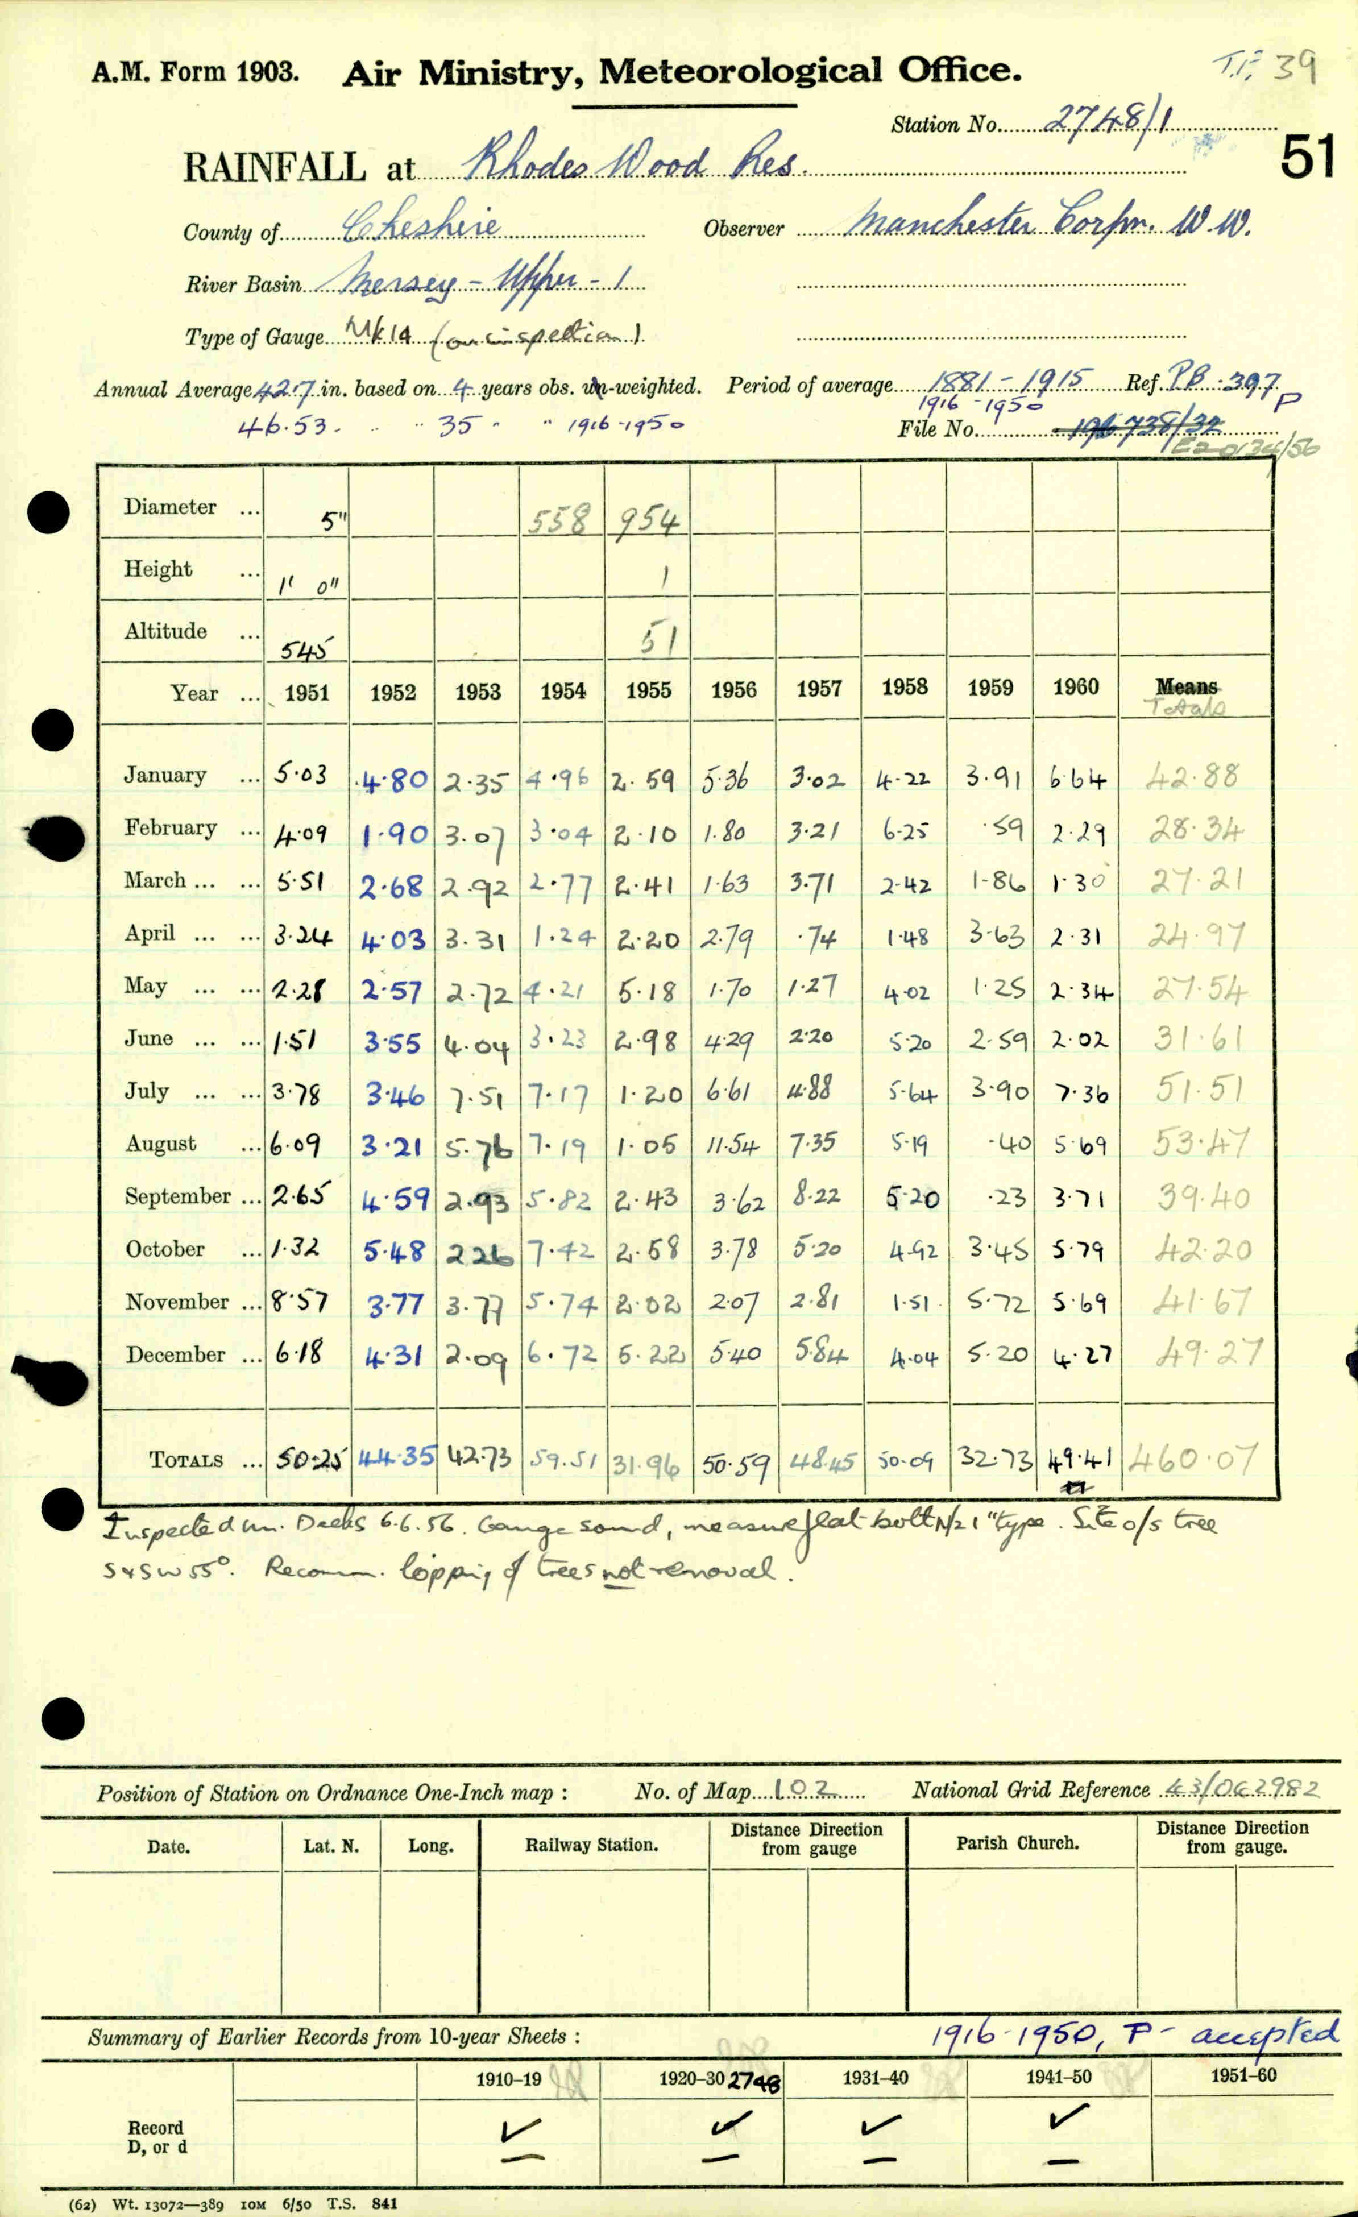 A.M. Form 1903. Air Ministry, Meteorological Office. T.F. 39
Station No. 2748/1
51
RAINFALL at Rhodes Wood Res.
County of Cheshire Observer Manchester Corpn. W.W.
River Basin Mersey - Upper - 1
Type of Gauge Mk 1A (on inspection)
Annual Average 42.7 in. based on 4 years obs. un-weighted. Period of average 1881 - 1915 Ref. PB 397 P
1916 - 1950
46.53. " " 35 " " 1916-1950 File No.
Diameter ... 5" 558 954
Height ... 1' 0" 1
Altitude ... 545 51
Year ... 1951 1952 1953 1954 1955 1956 1957 1958 1959 1960 Means
Totals
January ... 5.03 4.80 2.35 4.96 2.59 5.36 3.02 4.22 3.91 6.64 42.88
February ... 4.09 1.90 3.07 3.04 2.10 1.80 3.21 6.25 .59 2.29 28.34
March ... ... 5.51 2.68 2.92 2.77 2.41 1.63 3.71 2.42 1.86 1.30 27.21
April ... ... 3.24 4.03 3.31 1.24 2.20 2.79 .74 1.48 3.63 2.31 24.97
May ... ... 2.28 2.57 2.72 4.21 5.18 1.70 1.27 4.02 1.25 2.34 27.54
June ... ... 1.51 3.55 4.04 3.23 2.98 4.29 2.20 5.20 2.59 2.02 31.61
July ... ... 3.78 3.46 7.51 7.17 1.20 6.61 4.88 5.64 3.90 7.36 51.51
August ... 6.09 3.21 5.76 7.19 1.05 11.54 7.35 5.19 .40 5.69 53.47
September ... 2.65 4.59 2.93 5.82 2.43 3.62 8.22 5.20 .23 3.71 39.40
October ... 1.32 5.48 2.26 7.42 2.58 3.78 5.20 4.92 3.45 5.79 42.20
November ... 8.57 3.77 3.77 5.74 2.02 2.07 2.81 1.51 5.72 5.69 41.67
December ... 6.18 4.31 2.09 6.72 5.22 5.40 5.84 4.04 5.20 4.27 49.27
TOTALS ... 50.25 44.35 42.73 59.51 31.96 50.59 48.45 50.09 32.73 49.41 460.07
Inspected Mr. Deeks 6.6.56. Gauge sound, measure flat bott N/2 1" type. Site o/s tree
S & SW 55°. Recomm. lopping of trees not removal.
Position of Station on Ordnance One-Inch map : No. of Map 102 National Grid Reference 43/042982
Date. Lat. N. Long. Railway Station. Distance Direction from gauge Parish Church. Distance Direction from gauge.
Summary of Earlier Records from 10-year Sheets : 1916-1950, P - accepted
1910-19 1920-30 2748 1931-40 1941-50 1951-60
Record ✓ ✓ ✓ ✓
D, or d — — — —
(62) Wt. 13072—389 10M 6/50 T.S. 841